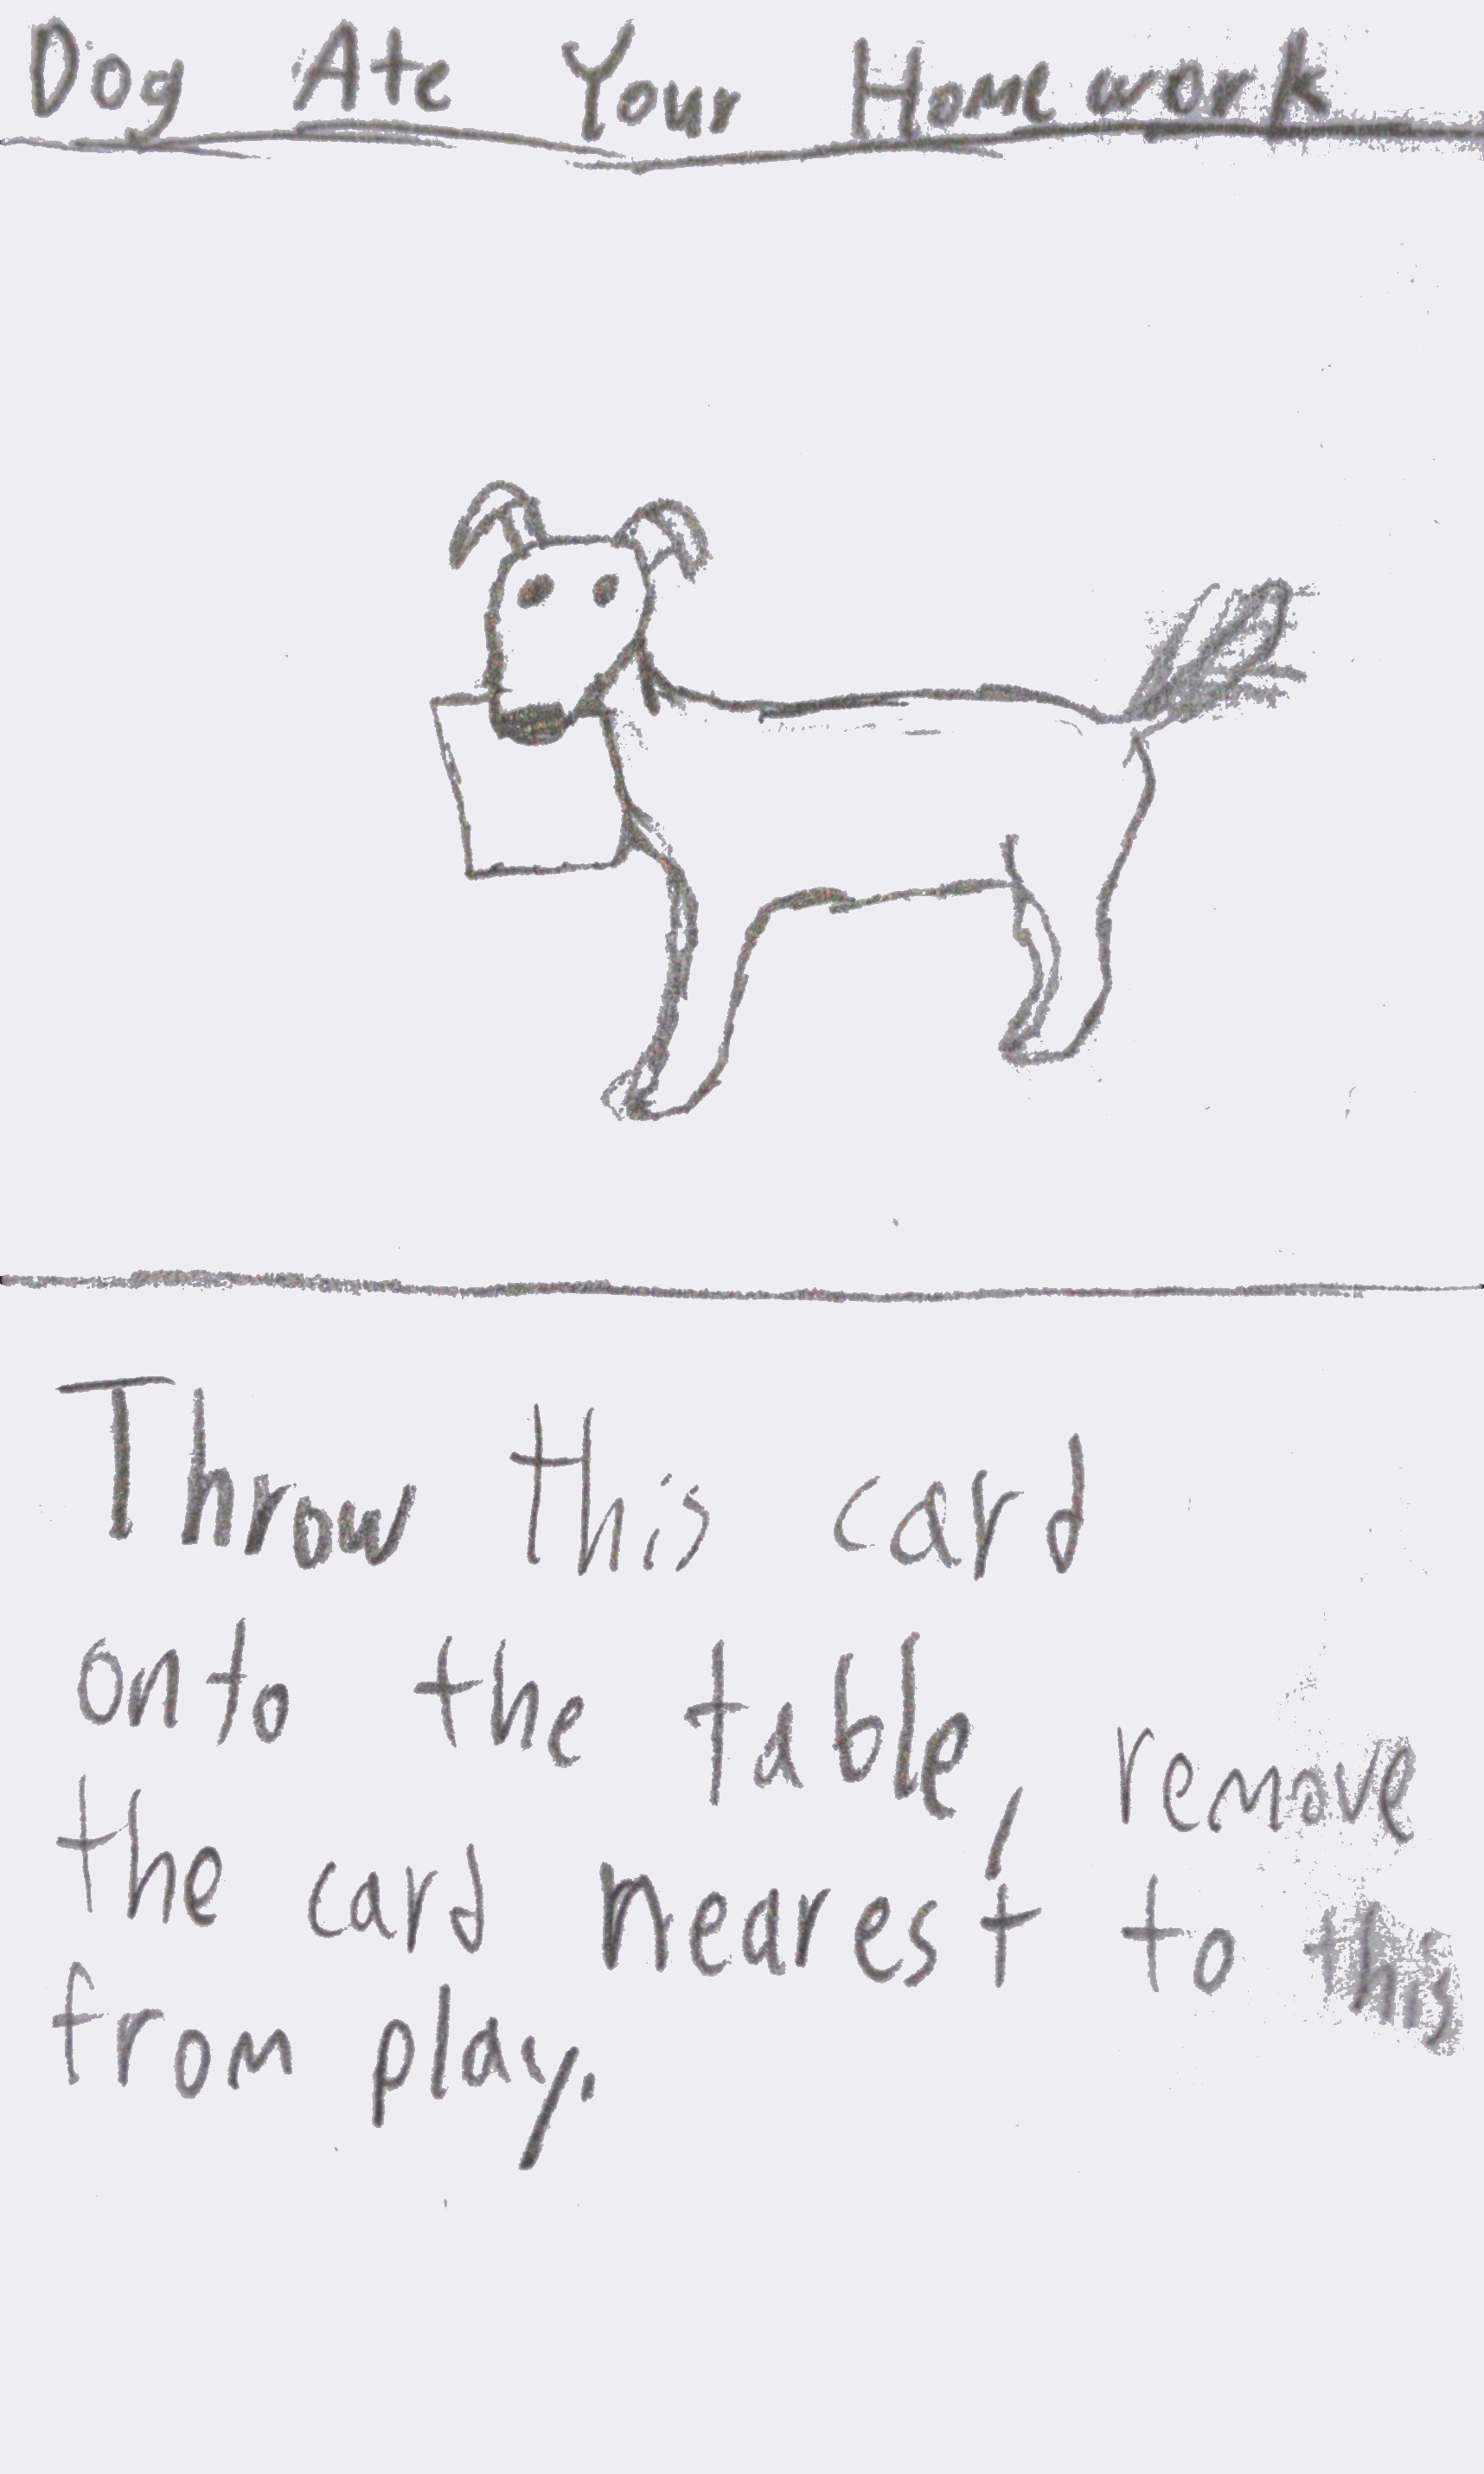 Dog Ate Your Homework
Throw this card
onto the table, remove
the card nearest to this
from play.